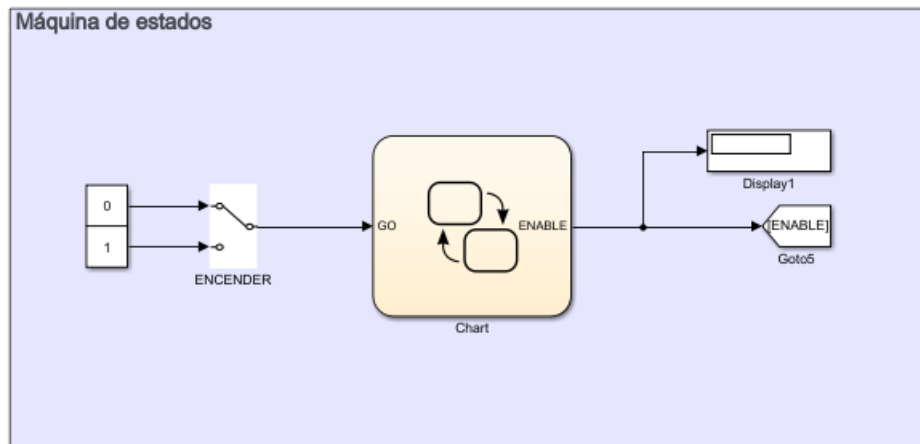 Máquina de estados
0
1
ENCENDER
GO
ENABLE
Chart
Display1
[ENABLE]
Goto5